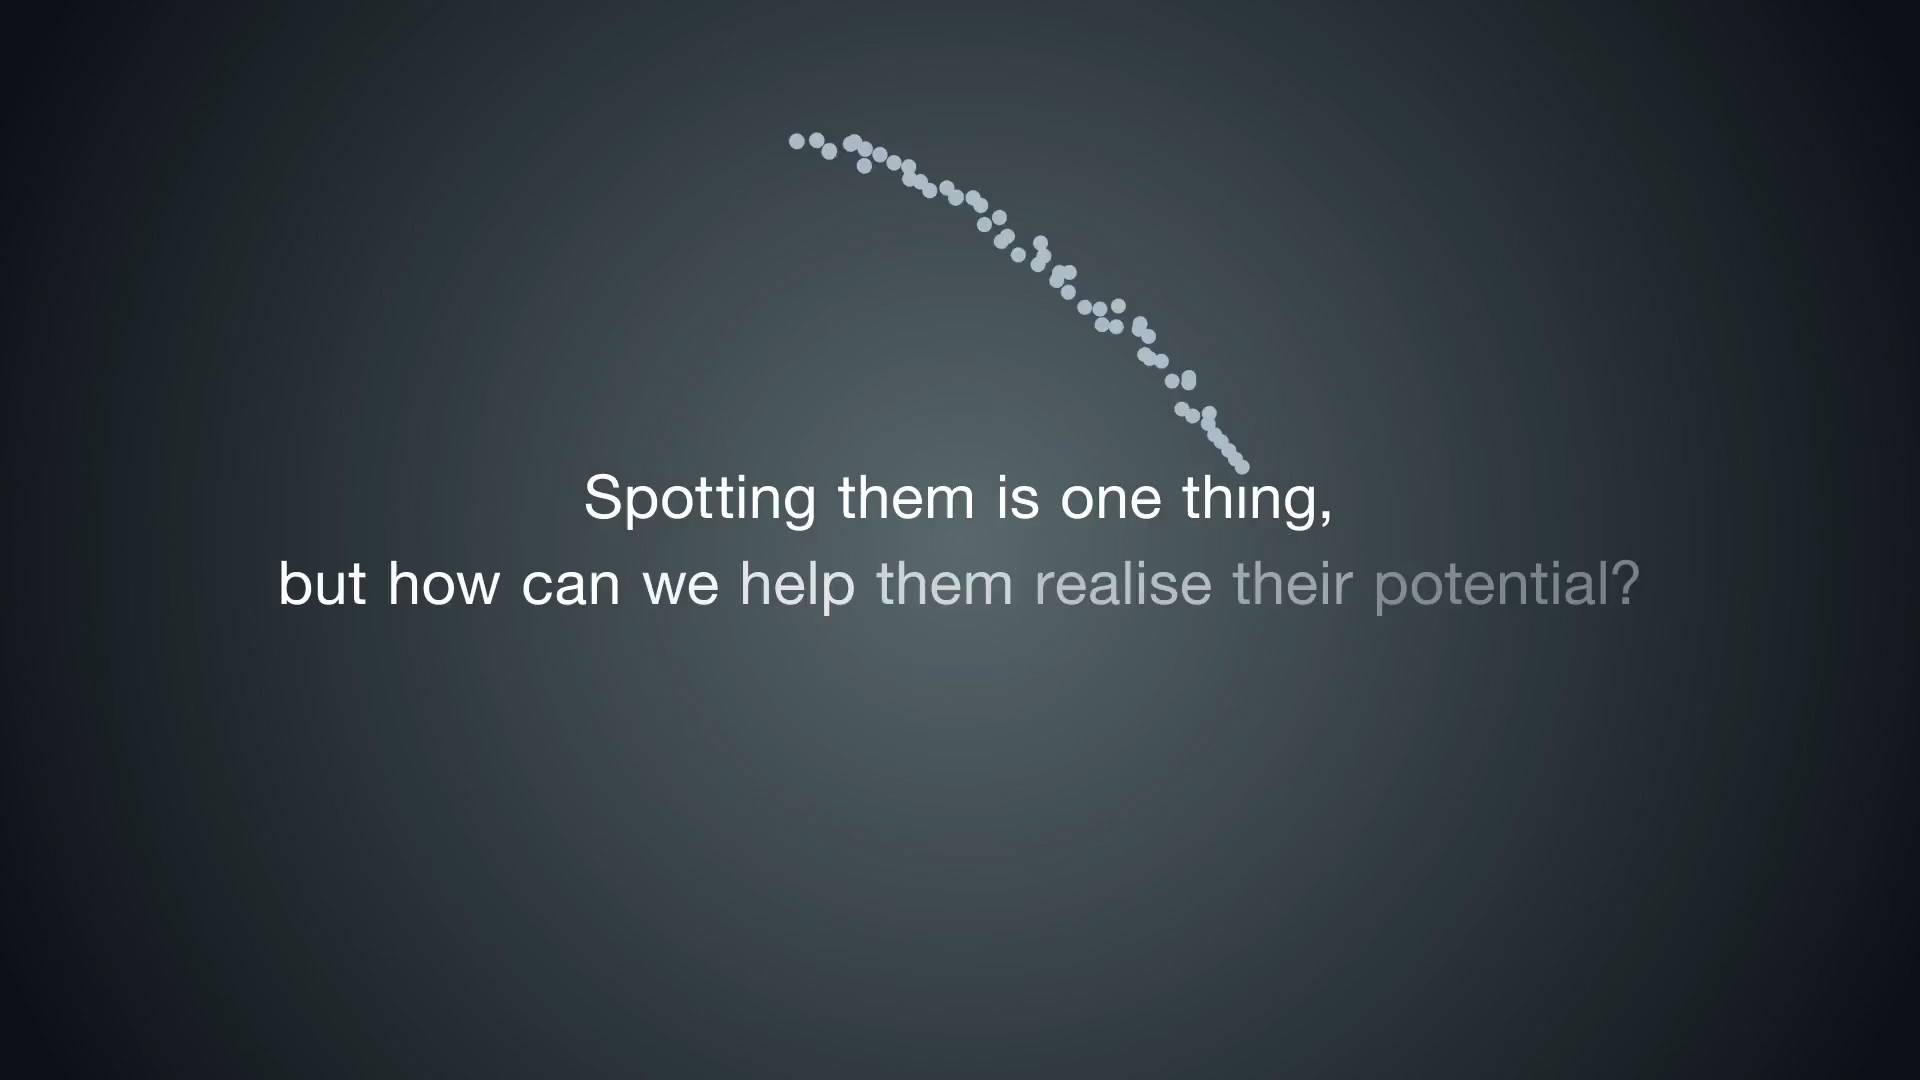 Spotting them is one thing,
but how can we help them realise their potential?